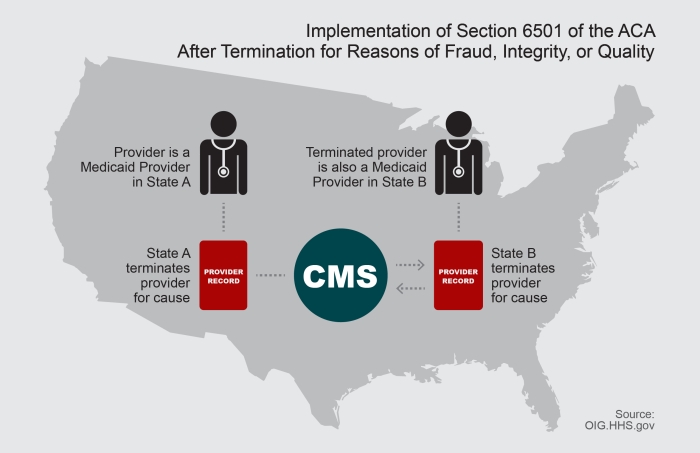 Implementation of Section 6501 of the ACA
After Termination for Reasons of Fraud, Integrity, or Quality
Provider is a
Medicaid Provider
in State A
Terminated provider
is also a Medicaid
Provider in State B
State A
terminates
provider
for cause
PROVIDER
RECORD
CMS
PROVIDER
RECORD
State B
terminates
provider
for cause
Source:
OIG.HHS.gov